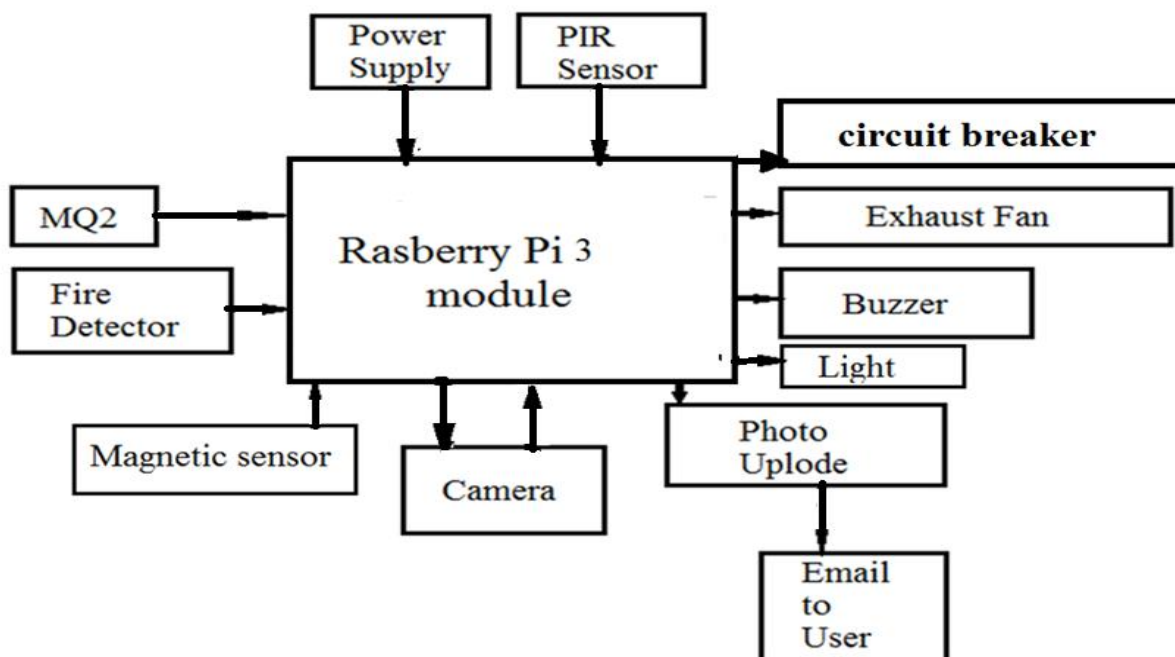 Power
Supply
PIR
Sensor
circuit breaker
MQ2
Exhaust Fan
Rasberry Pi 3
module
Fire
Detector
Buzzer
Light
Magnetic sensor
Camera
Photo
Uplode
Email
to
User